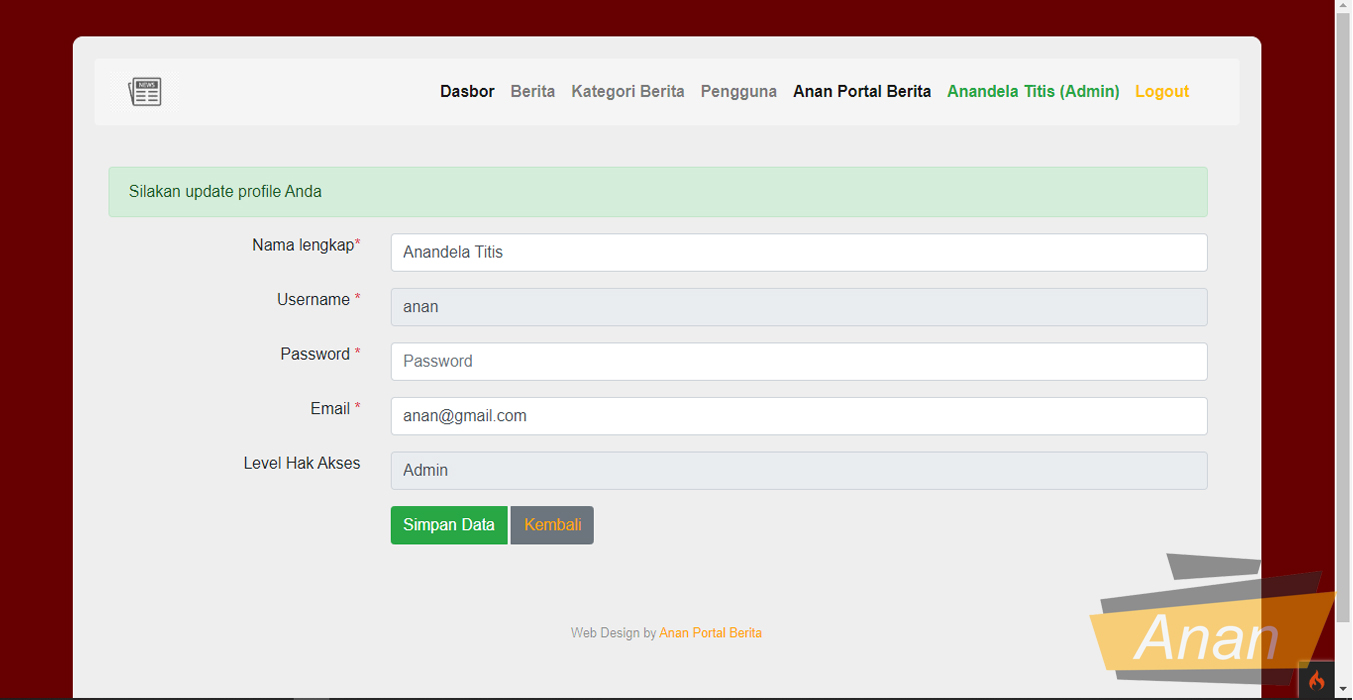 NEWS
Dasbor Berita Kategori Berita Pengguna Anan Portal Berita Anandela Titis (Admin) Logout
Silakan update profile Anda
Nama lengkap* Anandela Titis
Username * anan
Password * Password
Email * anan@gmail.com
Level Hak Akses Admin
Simpan Data Kembali
Web Design by Anan Portal Berita
Anan